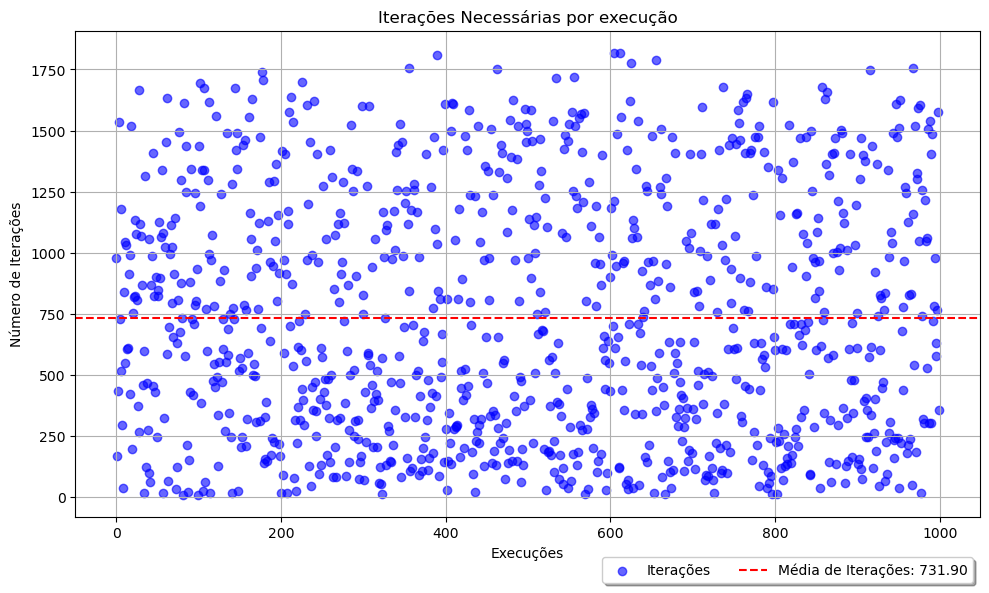 Iterações Necessárias por execução
Número de Iterações
1750
1500
1250
1000
750
500
250
0
0 200 400 600 800 1000
Execuções
Iterações Média de Iterações: 731.90